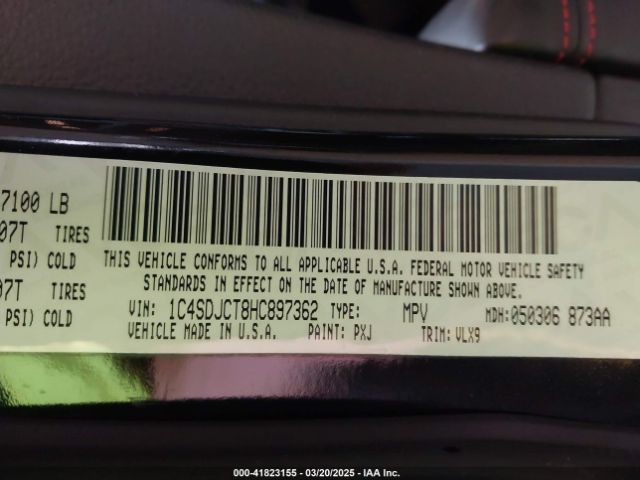 7100 LB
07T TIRES
PSI) COLD
07T TIRES
PSI) COLD
THIS VEHICLE CONFORMS TO ALL APPLICABLE U.S.A. FEDERAL MOTOR VEHICLE SAFETY
STANDARDS IN EFFECT ON THE DATE OF MANUFACTURE SHOWN ABOVE.
VIN: 1C4SDJCT8HC897362 TYPE: MPV MDH:050306 873AA
VEHICLE MADE IN U.S.A. PAINT: PXJ TRIM: VLX9
000-41823155 — 03/20/2025 — IAA Inc.